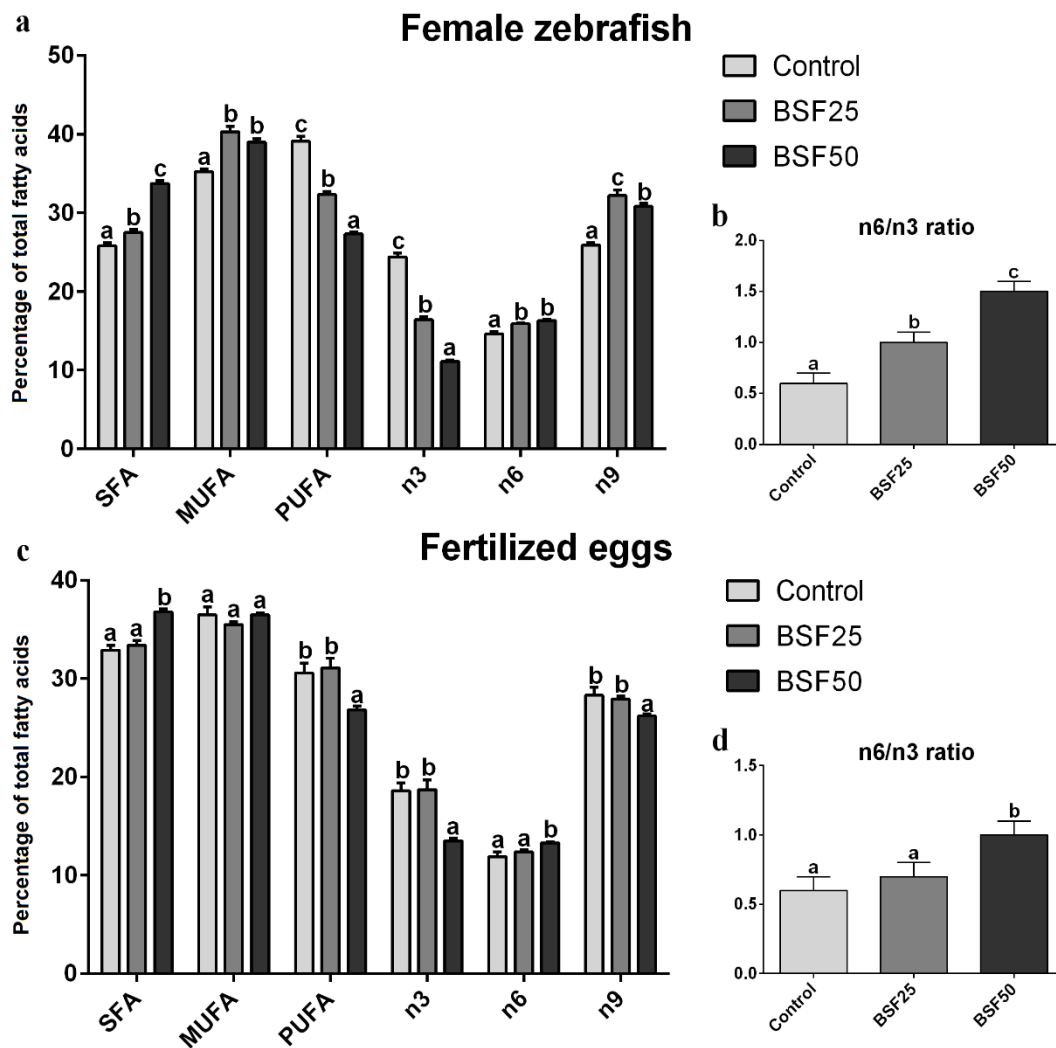 a
Female zebrafish
Percentage of total fatty acids
50
40
30
20
10
0
a b c
a b b
c b a
c b a
a b b
a c b
SFA MUFA PUFA n3 n6 n9
Control
BSF25
BSF50
b
n6/n3 ratio
2.0
1.5
1.0
0.5
0.0
a b c
Control BSF25 BSF50
c
Fertilized eggs
Percentage of total fatty acids
40
30
20
10
0
a a b
a a a
b b a
b b a
a a b
b b a
SFA MUFA PUFA n3 n6 n9
Control
BSF25
BSF50
d
n6/n3 ratio
1.5
1.0
0.5
0.0
a a b
Control BSF25 BSF50